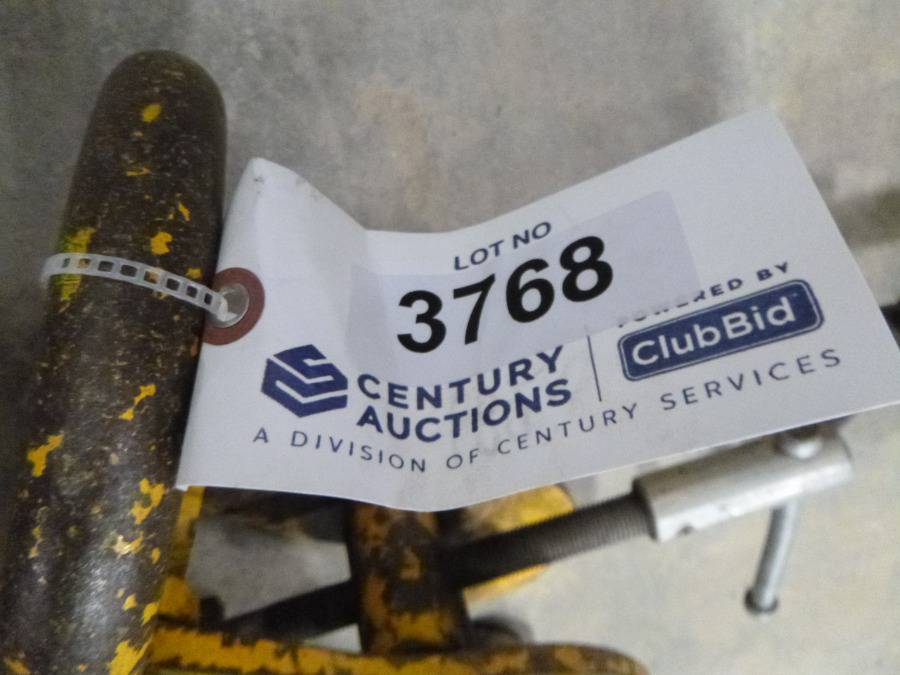 LOT NO
3768
CENTURY
AUCTIONS
POWERED BY
ClubBid
A DIVISION OF CENTURY SERVICES